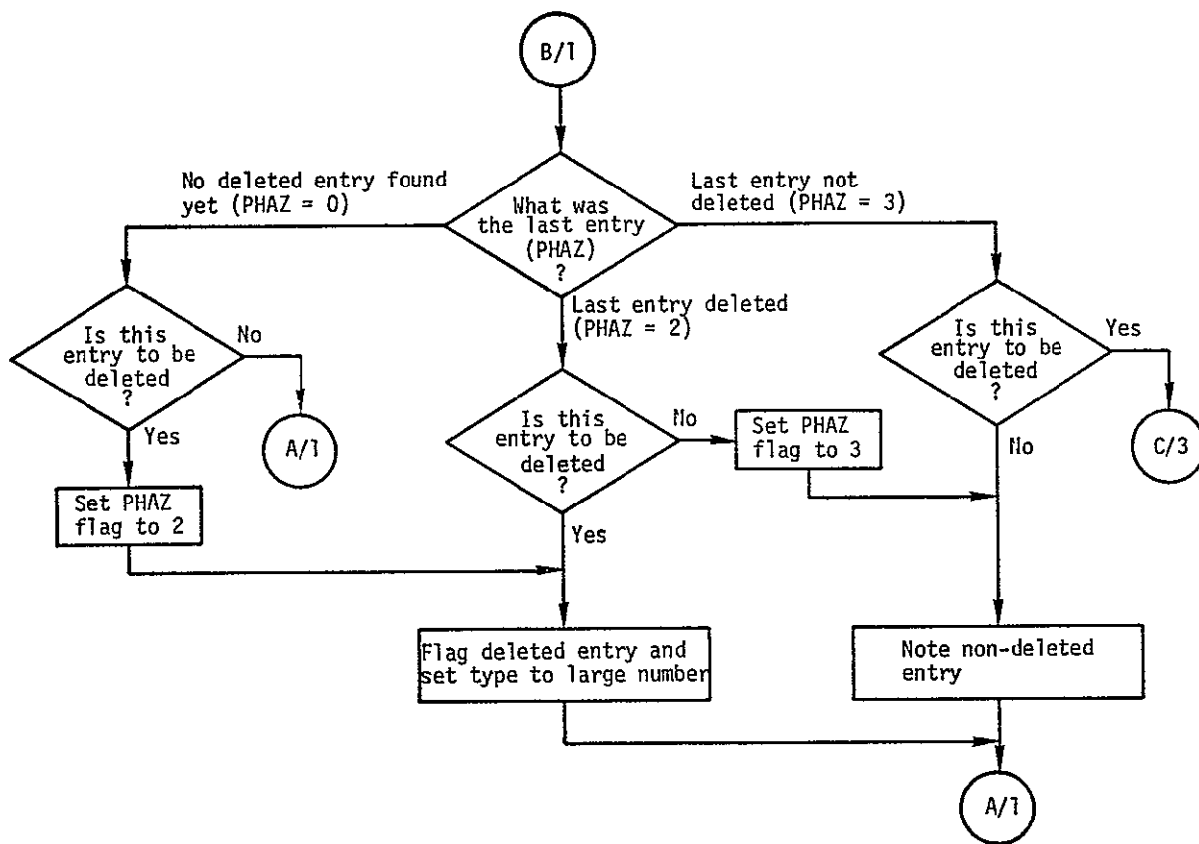 B/1
No deleted entry found
yet (PHAZ = 0)
What was
the last entry
(PHAZ)
?
Last entry not
deleted (PHAZ = 3)
Last entry deleted
(PHAZ = 2)
Is this
entry to be
deleted
?
No
A/1
Yes
Set PHAZ
flag to 2
Is this
entry to be
deleted
?
No
Set PHAZ
flag to 3
Yes
Is this
entry to be
deleted
?
Yes
C/3
No
Flag deleted entry and
set type to large number
Note non-deleted
entry
A/1